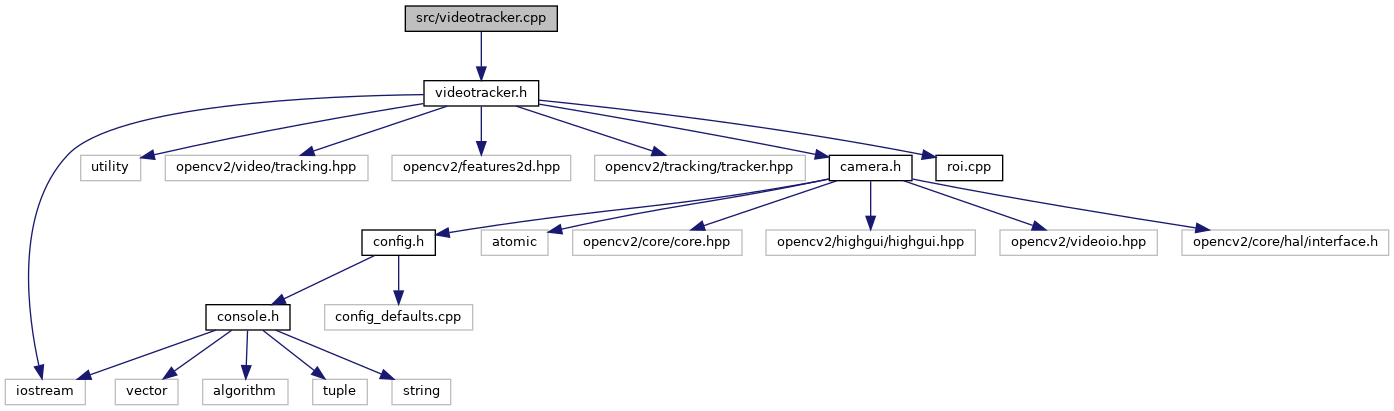 src/videotracker.cpp
videotracker.h
utility
opencv2/video/tracking.hpp
opencv2/features2d.hpp
opencv2/tracking/tracker.hpp
camera.h
roi.cpp
config.h
atomic
opencv2/core/core.hpp
opencv2/highgui/highgui.hpp
opencv2/videoio.hpp
opencv2/core/hal/interface.h
console.h
config_defaults.cpp
iostream
vector
algorithm
tuple
string